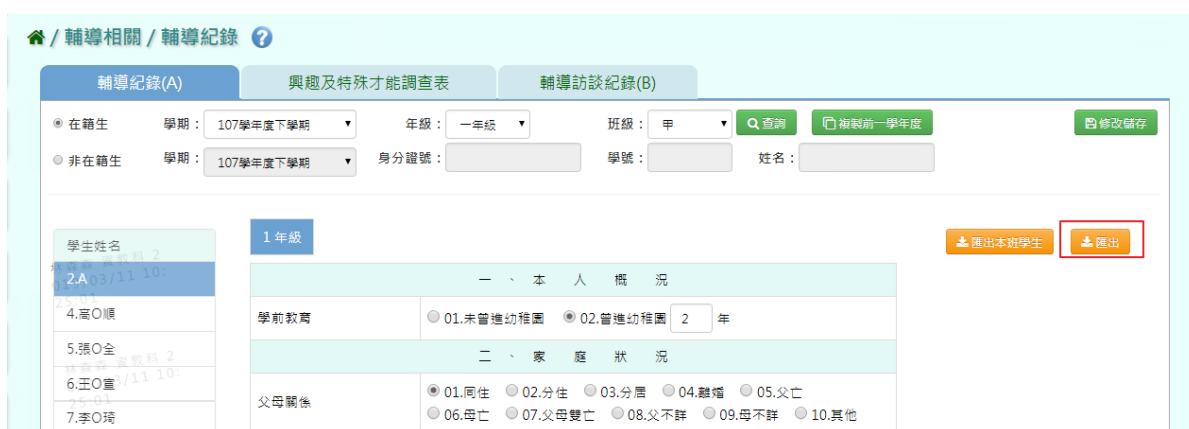 / 輔導相關 / 輔導紀錄 ?
輔導紀錄(A) 興趣及特殊才能調查表 輔導訪談紀錄(B)
在籍生 學期： 107學年度下學期 年級： 一年級 班級： 甲 查詢 複製前一學年度 修改儲存
非在籍生 學期： 107學年度下學期 身分證號： 學號： 姓名：
1 年級 匯出本班學生 匯出
學生姓名
2.A
4.高O順
5.張O全
6.王O宣
7.李O琦
一、本人概況
學前教育 01.未曾進幼稚園 02.曾進幼稚園 2 年
二、家庭狀況
父母關係 01.同住 02.分住 03.分居 04.離婚 05.父亡
06.母亡 07.父母雙亡 08.父不詳 09.母不詳 10.其他